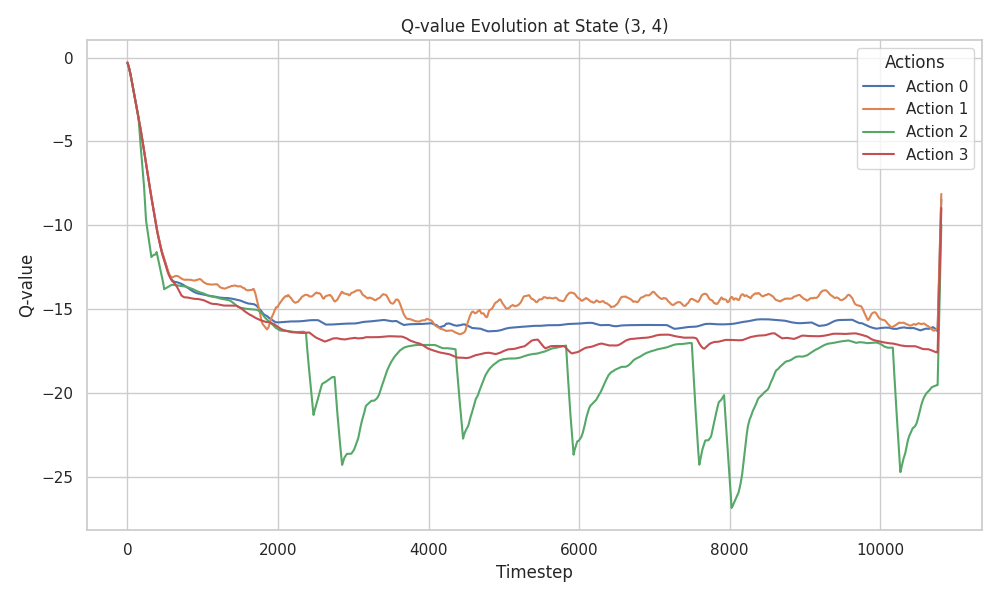 Q-value Evolution at State (3, 4)
Actions
Action 0
Action 1
Action 2
Action 3
Q-value
0
−5
−10
−15
−20
−25
0 2000 4000 6000 8000 10000
Timestep